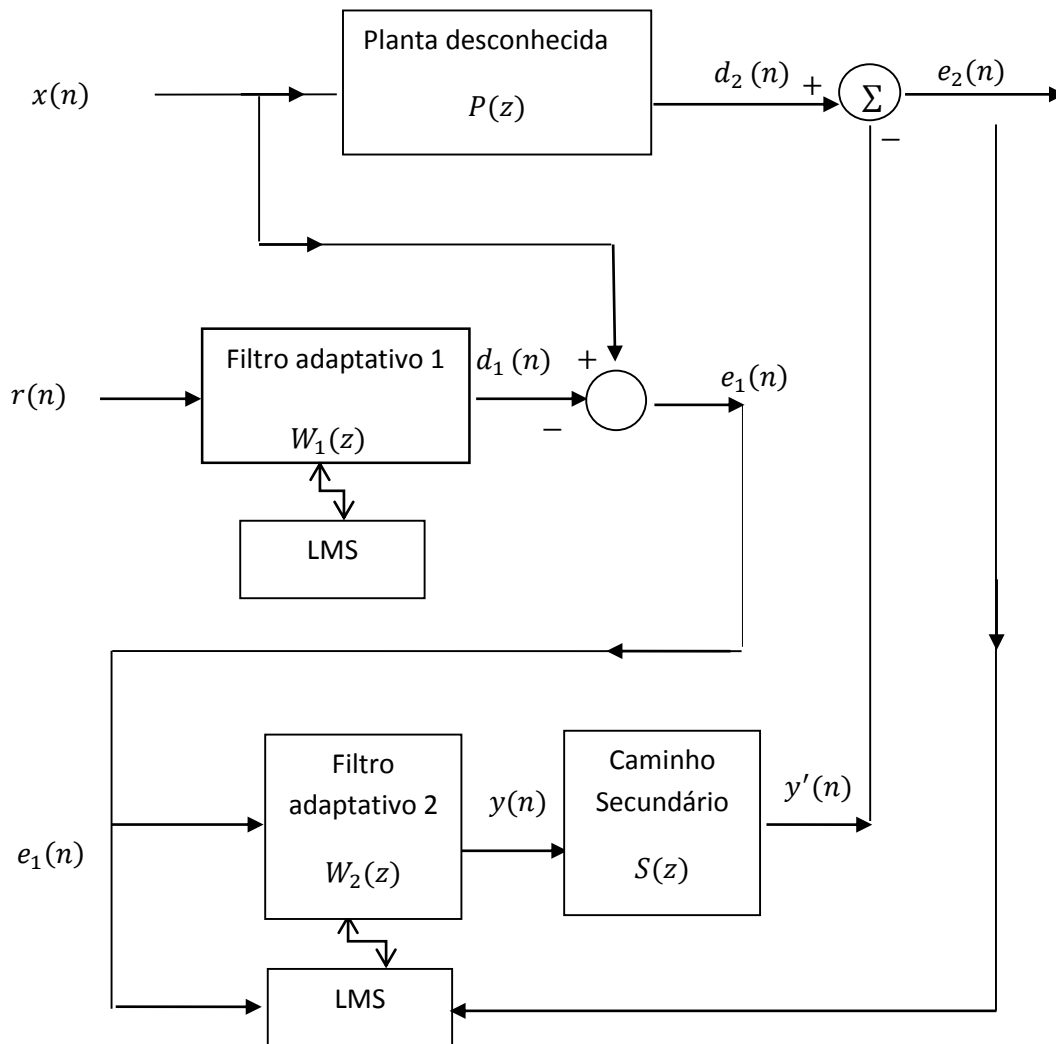 Planta desconhecida
P(z)
x(n)
d₂ (n)
+
Σ
e₂(n)
−
Filtro adaptativo 1
W₁(z)
r(n)
d₁ (n)
+
−
e₁(n)
LMS
Filtro
adaptativo 2
W₂(z)
y(n)
Caminho
Secundário
S(z)
y′(n)
e₁(n)
LMS